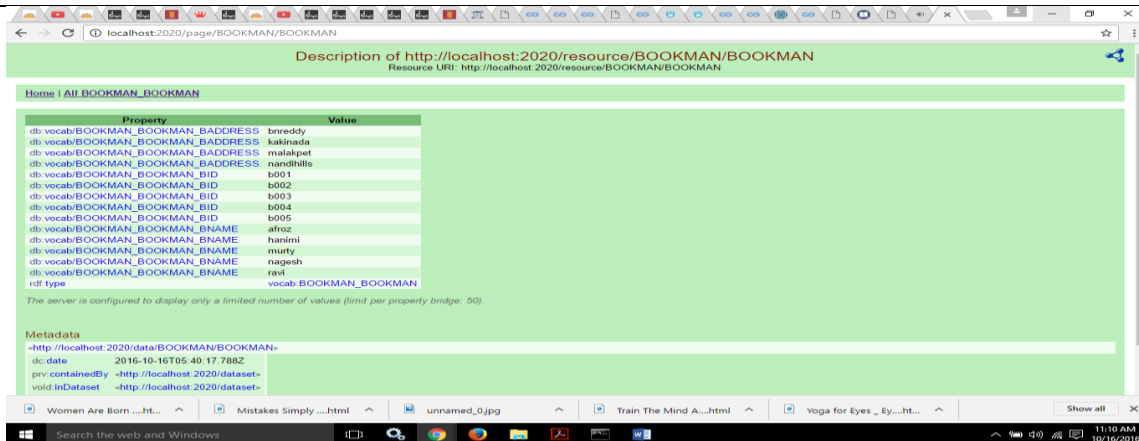 localhost:2020/page/BOOKMAN/BOOKMAN
Description of http://localhost:2020/resource/BOOKMAN/BOOKMAN
Resource URI: http://localhost:2020/resource/BOOKMAN/BOOKMAN
Home | All BOOKMAN_BOOKMAN
Property Value
db:vocab/BOOKMAN_BOOKMAN_BADDRESS bnreddy
db:vocab/BOOKMAN_BOOKMAN_BADDRESS kakinada
db:vocab/BOOKMAN_BOOKMAN_BADDRESS malakpet
db:vocab/BOOKMAN_BOOKMAN_BADDRESS nandihills
db:vocab/BOOKMAN_BOOKMAN_BID b001
db:vocab/BOOKMAN_BOOKMAN_BID b002
db:vocab/BOOKMAN_BOOKMAN_BID b003
db:vocab/BOOKMAN_BOOKMAN_BID b004
db:vocab/BOOKMAN_BOOKMAN_BID b005
db:vocab/BOOKMAN_BOOKMAN_BNAME afroz
db:vocab/BOOKMAN_BOOKMAN_BNAME hanimi
db:vocab/BOOKMAN_BOOKMAN_BNAME murty
db:vocab/BOOKMAN_BOOKMAN_BNAME nagesh
db:vocab/BOOKMAN_BOOKMAN_BNAME ravi
rdf:type vocab:BOOKMAN_BOOKMAN
The server is configured to display only a limited number of values (limit per property bridge: 50).
Metadata
<http://localhost:2020/data/BOOKMAN/BOOKMAN>
dc:date 2016-10-16T05:40:17.788Z
prv:containedBy <http://localhost:2020/dataset>
void:inDataset <http://localhost:2020/dataset>
Women Are Born ....ht... Mistakes Simply ....html unnamed_0.jpg Train The Mind A....html Yoga for Eyes _ Ey....ht... Show all
Search the web and Windows 11:10 AM
10/16/201